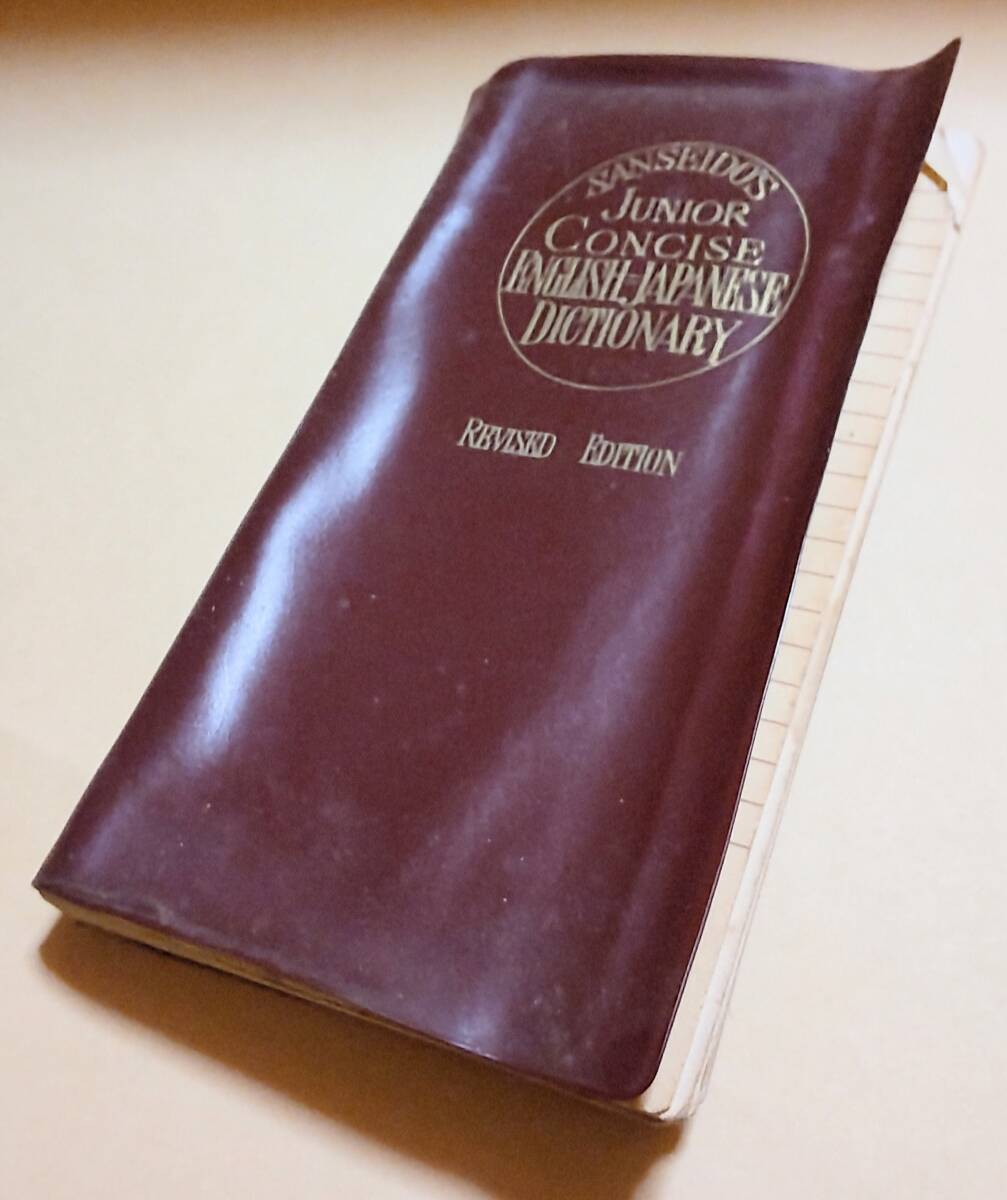 SANSEIDO'S
JUNIOR
CONCISE
ENGLISH-JAPANESE
DICTIONARY
REVISED EDITION